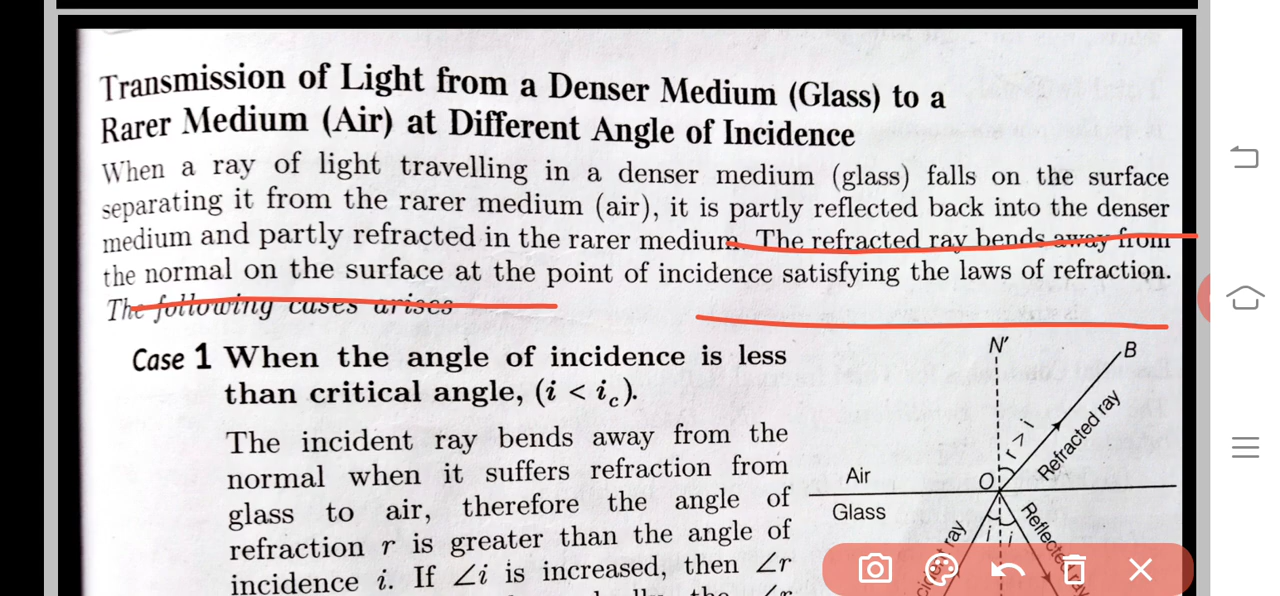 Transmission of Light from a Denser Medium (Glass) to a
Rarer Medium (Air) at Different Angle of Incidence
When a ray of light travelling in a denser medium (glass) falls on the surface
separating it from the rarer medium (air), it is partly reflected back into the denser
medium and partly refracted in the rarer medium. The refracted ray bends away from
the normal on the surface at the point of incidence satisfying the laws of refraction.
The following cases arises
Case 1 When the angle of incidence is less
than critical angle, (i < i_c).
The incident ray bends away from the
normal when it suffers refraction from
glass to air, therefore the angle of
refraction r is greater than the angle of
incidence i. If ∠i is increased, then ∠r
N′
B
r > i
Refracted ray
Air
O
Glass
i
i
ray
Reflected